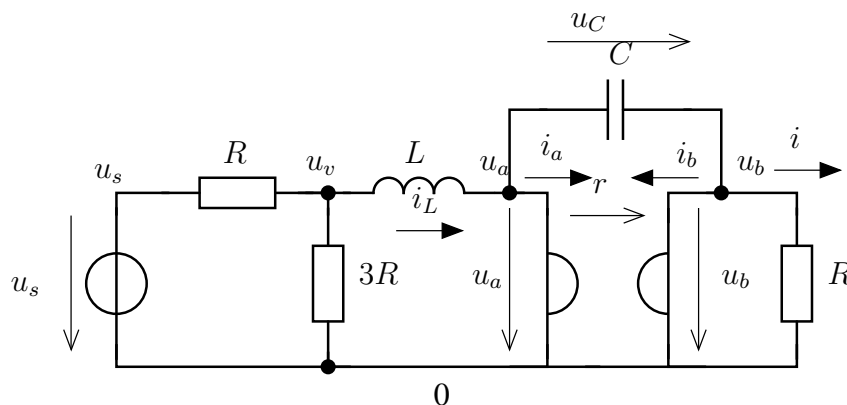 u_C
C
u_s R u_v L u_a i_a r i_b u_b i
i_L
u_s 3R u_a u_b R
0